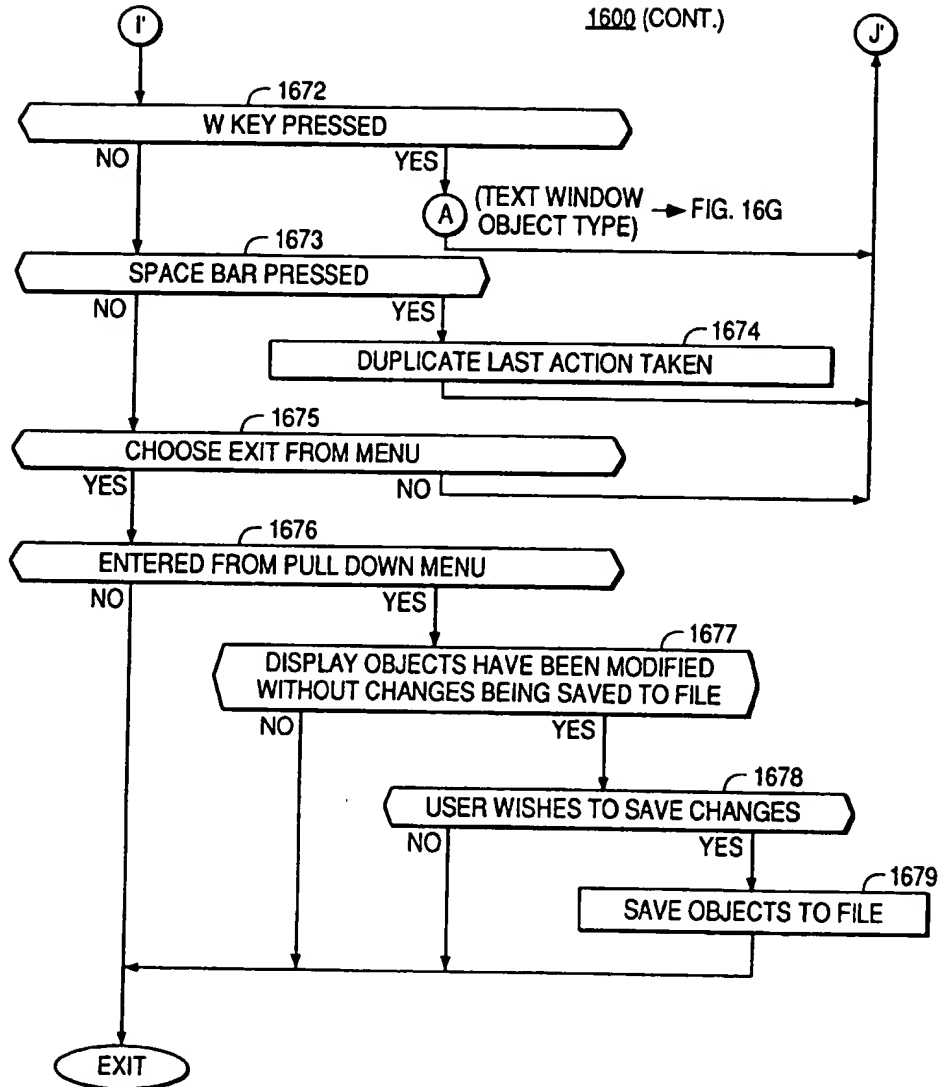 I'
1600 (CONT.)
J'
1672
W KEY PRESSED
NO
YES
A
(TEXT WINDOW
OBJECT TYPE)
FIG. 16G
1673
SPACE BAR PRESSED
NO
YES
1674
DUPLICATE LAST ACTION TAKEN
1675
CHOOSE EXIT FROM MENU
YES
NO
1676
ENTERED FROM PULL DOWN MENU
NO
YES
1677
DISPLAY OBJECTS HAVE BEEN MODIFIED
WITHOUT CHANGES BEING SAVED TO FILE
NO
YES
1678
USER WISHES TO SAVE CHANGES
NO
YES
1679
SAVE OBJECTS TO FILE
EXIT